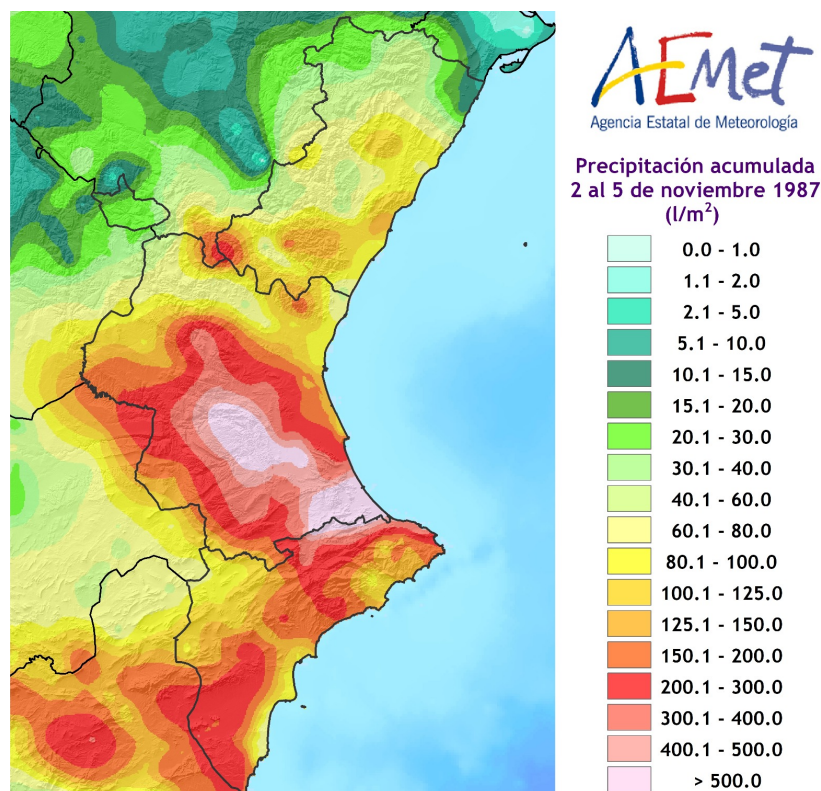 AEMet
Agencia Estatal de Meteorología
Precipitación acumulada
2 al 5 de noviembre 1987
(l/m²)
0.0 - 1.0
1.1 - 2.0
2.1 - 5.0
5.1 - 10.0
10.1 - 15.0
15.1 - 20.0
20.1 - 30.0
30.1 - 40.0
40.1 - 60.0
60.1 - 80.0
80.1 - 100.0
100.1 - 125.0
125.1 - 150.0
150.1 - 200.0
200.1 - 300.0
300.1 - 400.0
400.1 - 500.0
> 500.0